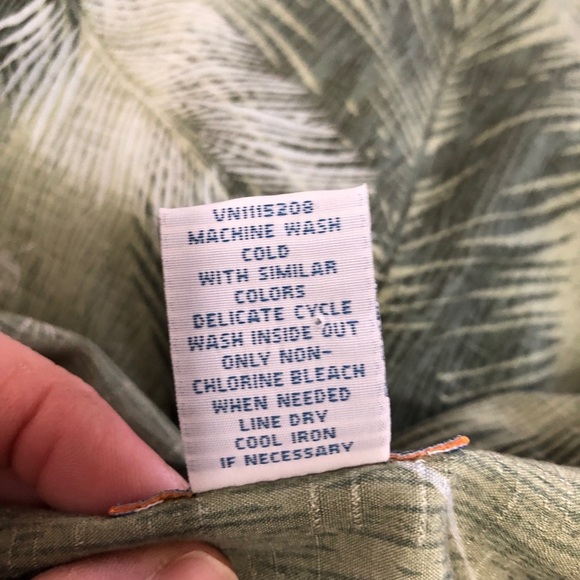 VN1115208
MACHINE WASH
COLD
WITH SIMILAR
COLORS
DELICATE CYCLE
WASH INSIDE OUT
ONLY NON-
CHLORINE BLEACH
WHEN NEEDED
LINE DRY
COOL IRON
IF NECESSARY